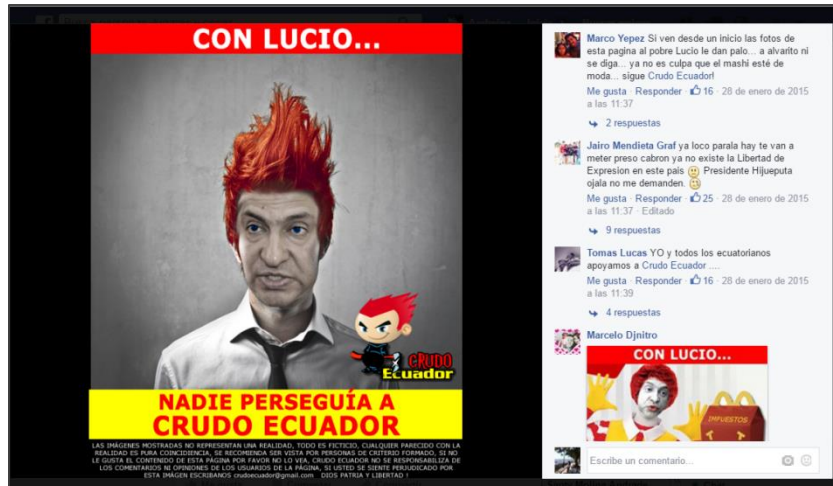 CON LUCIO...
CRUDO
Ecuador
NADIE PERSEGUÍA A
CRUDO ECUADOR
LAS IMÁGENES MOSTRADAS NO REPRESENTAN UNA REALIDAD, TODO ES FICTICIO, CUALQUIER PARECIDO CON LA
REALIDAD ES PURA COINCIDIENCIA, SE RECOMIENDA SER VISTA POR PERSONAS DE CRITERIO FORMADO, SI NO
LE GUSTA EL CONTENIDO DE ESTA PÁGINA POR FAVOR NO LO VEA, CRUDO ECUADOR NO SE RESPONSABILIZA DE
LOS COMENTARIOS NI OPINIONES DE LOS USUARIOS DE LA PÁGINA, SI USTED SE SIENTE PERJUDICADO POR
ESTA IMÁGEN ESCRIBANOS crudoecuador@gmail.com DIOS PATRIA Y LIBERTAD !
Marco Yepez Si ven desde un inicio las fotos de
esta pagina al pobre Lucio le dan palo... a alvarito ni
se diga... ya no es culpa que el mashi esté de
moda... sigue Crudo Ecuador!
Me gusta · Responder · 16 · 28 de enero de 2015
a las 11:37
2 respuestas
Jairo Mendieta Graf ya loco parala hay te van a
meter preso cabron ya no existe la Libertad de
Expresion en este pais Presidente Hijueputa
ojala no me demanden.
Me gusta · Responder · 25 · 28 de enero de 2015
a las 11:37 · Editado
9 respuestas
Tomas Lucas YO y todos los ecuatorianos
apoyamos a Crudo Ecuador ....
Me gusta · Responder · 16 · 28 de enero de 2015
a las 11:39
4 respuestas
Marcelo Djnitro
CON LUCIO...
IMPUESTOS
Escribe un comentario...